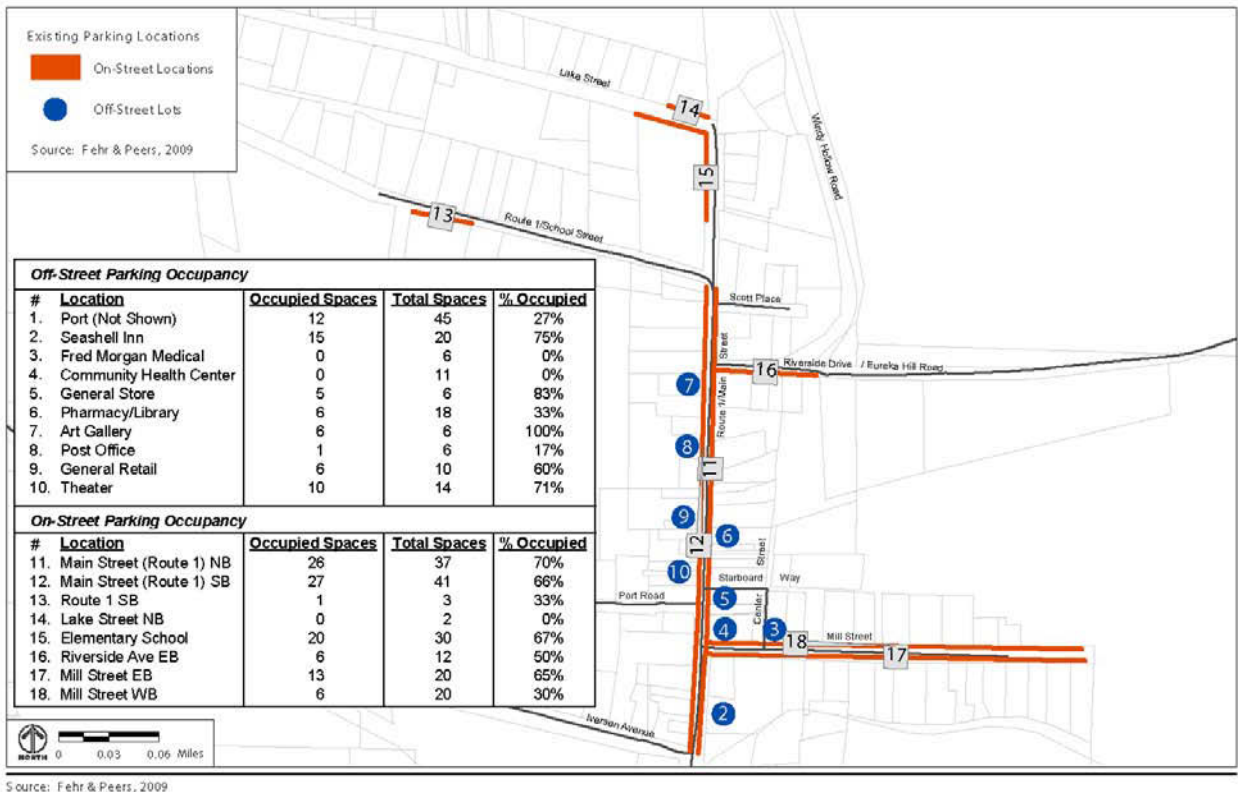 Existing Parking Locations
On-Street Locations
Off-Street Lots
Source: Fehr & Peers, 2009
Lake Street
14
Windy Hollow Road
15
13
Route 1/School Street
Off-Street Parking Occupancy
# Location Occupied Spaces Total Spaces % Occupied
1. Port (Not Shown) 12 45 27%
2. Seashell Inn 15 20 75%
3. Fred Morgan Medical 0 6 0%
4. Community Health Center 0 11 0%
5. General Store 5 6 83%
6. Pharmacy/Library 6 18 33%
7. Art Gallery 6 6 100%
8. Post Office 1 6 17%
9. General Retail 6 10 60%
10. Theater 10 14 71%
On-Street Parking Occupancy
# Location Occupied Spaces Total Spaces % Occupied
11. Main Street (Route 1) NB 26 37 70%
12. Main Street (Route 1) SB 27 41 66%
13. Route 1 SB 1 3 33%
14. Lake Street NB 0 2 0%
15. Elementary School 20 30 67%
16. Riverside Ave EB 6 12 50%
17. Mill Street EB 13 20 65%
18. Mill Street WB 6 20 30%
Scott Place
Route 1/Main Street
Riverside Drive / Eureka Hill Road
16
7
8
11
9
6
12
10
Starboard Way
Port Road
5
Center Street
4
3
18
Mill Street
17
2
Iversen Avenue
NORTH
0 0.03 0.06 Miles
Source: Fehr & Peers, 2009